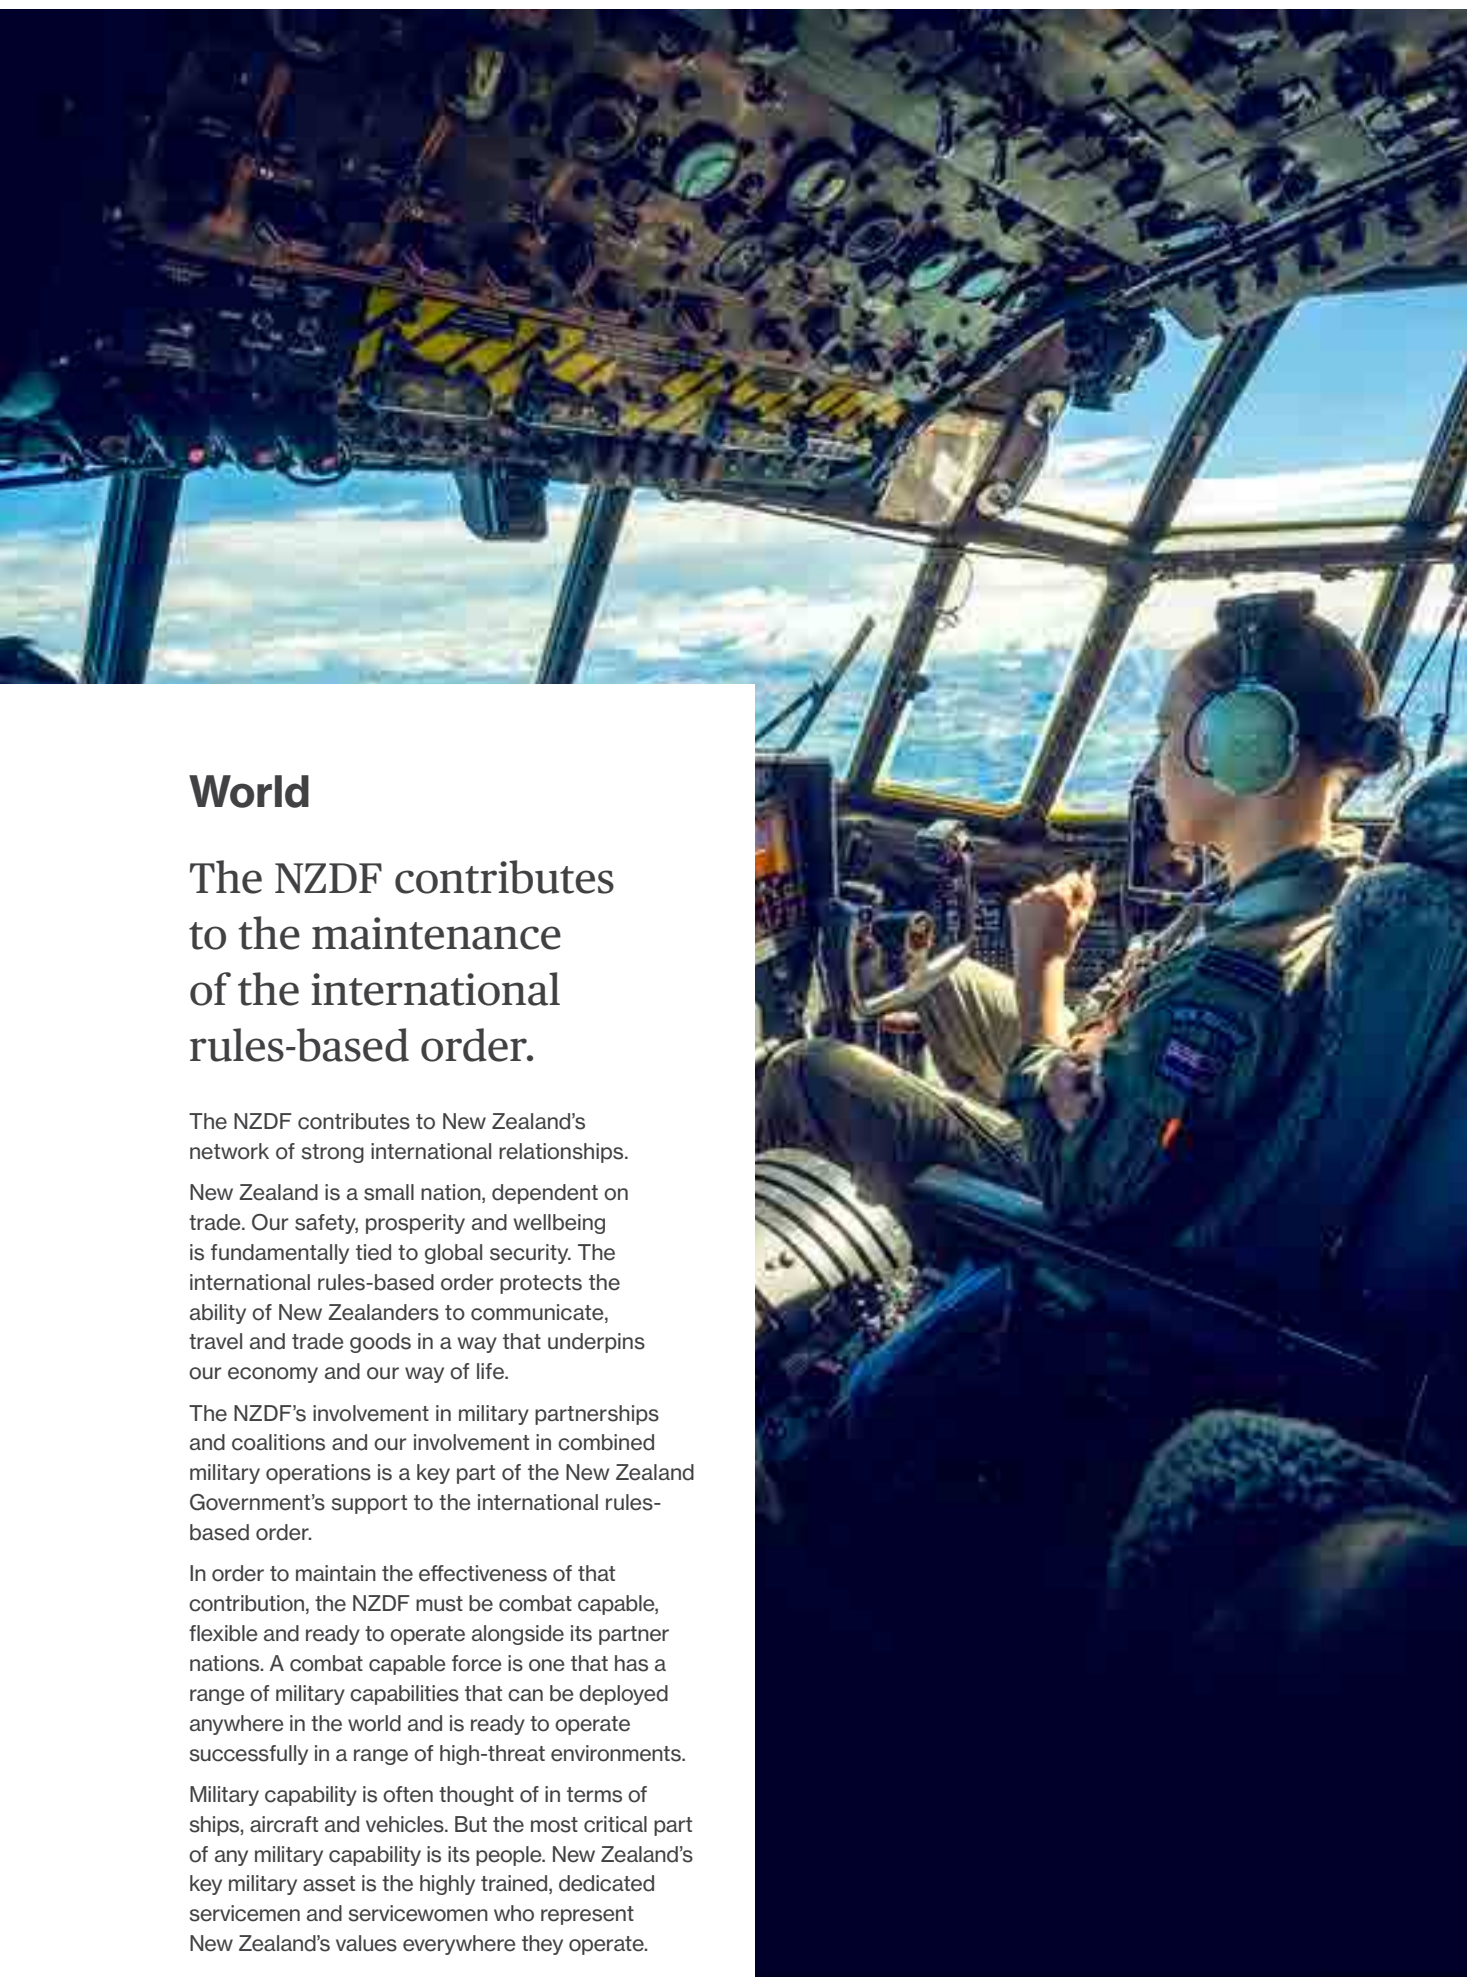 World
The NZDF contributes
to the maintenance
of the international
rules-based order.
The NZDF contributes to New Zealand’s
network of strong international relationships.
New Zealand is a small nation, dependent on
trade. Our safety, prosperity and wellbeing
is fundamentally tied to global security. The
international rules-based order protects the
ability of New Zealanders to communicate,
travel and trade goods in a way that underpins
our economy and our way of life.
The NZDF’s involvement in military partnerships
and coalitions and our involvement in combined
military operations is a key part of the New Zealand
Government’s support to the international rules-
based order.
In order to maintain the effectiveness of that
contribution, the NZDF must be combat capable,
flexible and ready to operate alongside its partner
nations. A combat capable force is one that has a
range of military capabilities that can be deployed
anywhere in the world and is ready to operate
successfully in a range of high-threat environments.
Military capability is often thought of in terms of
ships, aircraft and vehicles. But the most critical part
of any military capability is its people. New Zealand’s
key military asset is the highly trained, dedicated
servicemen and servicewomen who represent
New Zealand’s values everywhere they operate.